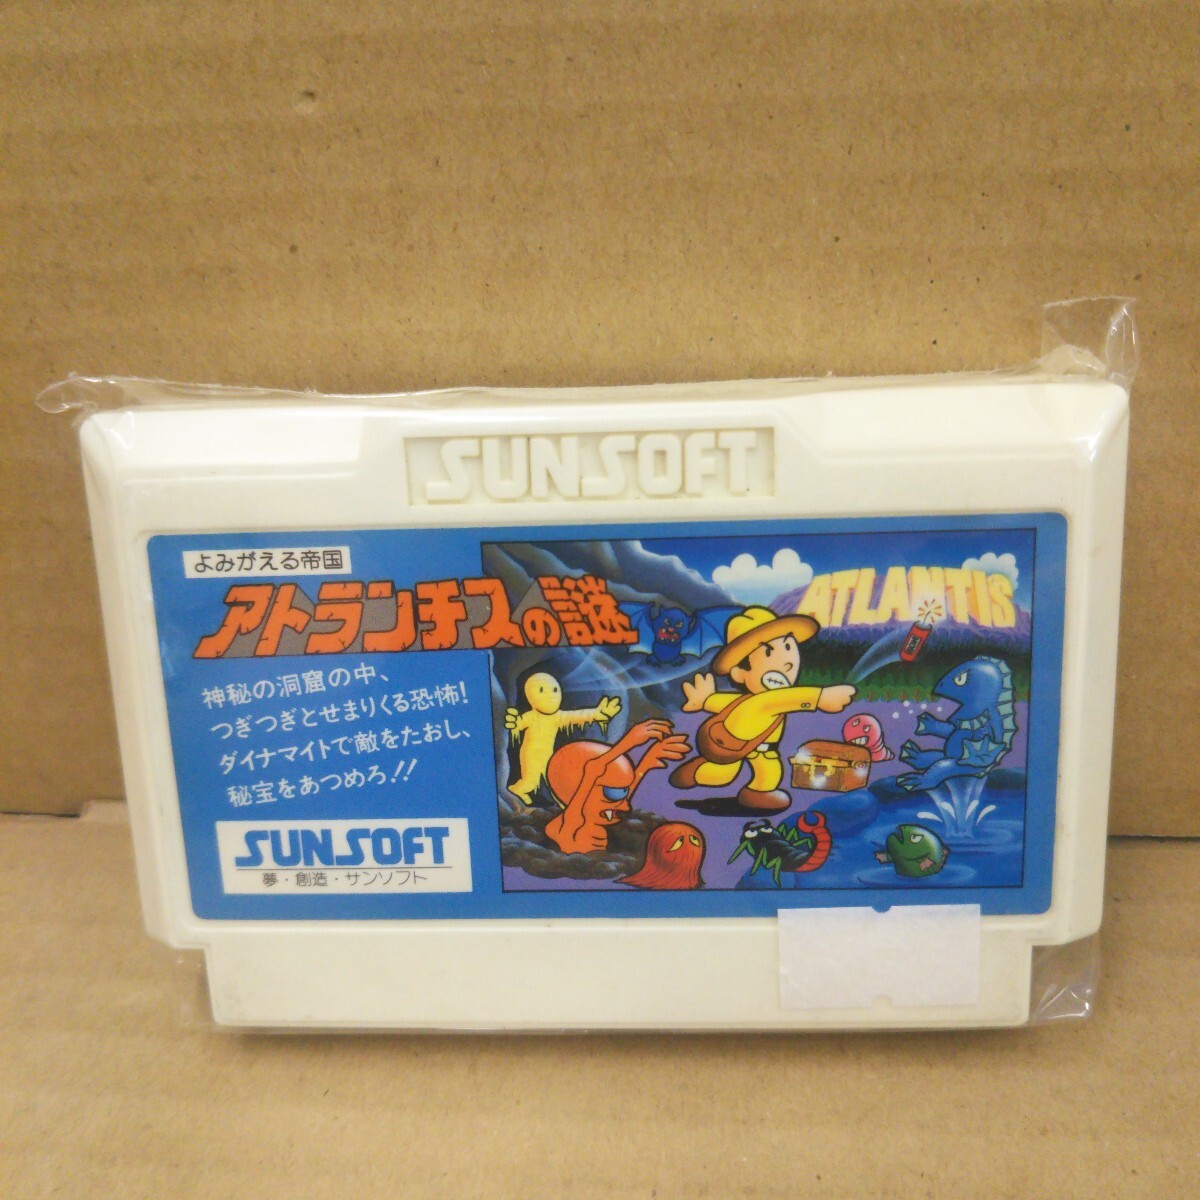 SUNSOFT
よみがえる帝国
アトランチスの謎
神秘の洞窟の中、
つぎつぎとせまりくる恐怖!
ダイナマイトで敵をたおし、
秘宝をあつめろ!!
SUNSOFT
夢・創造・サンソフト
ATLANTIS